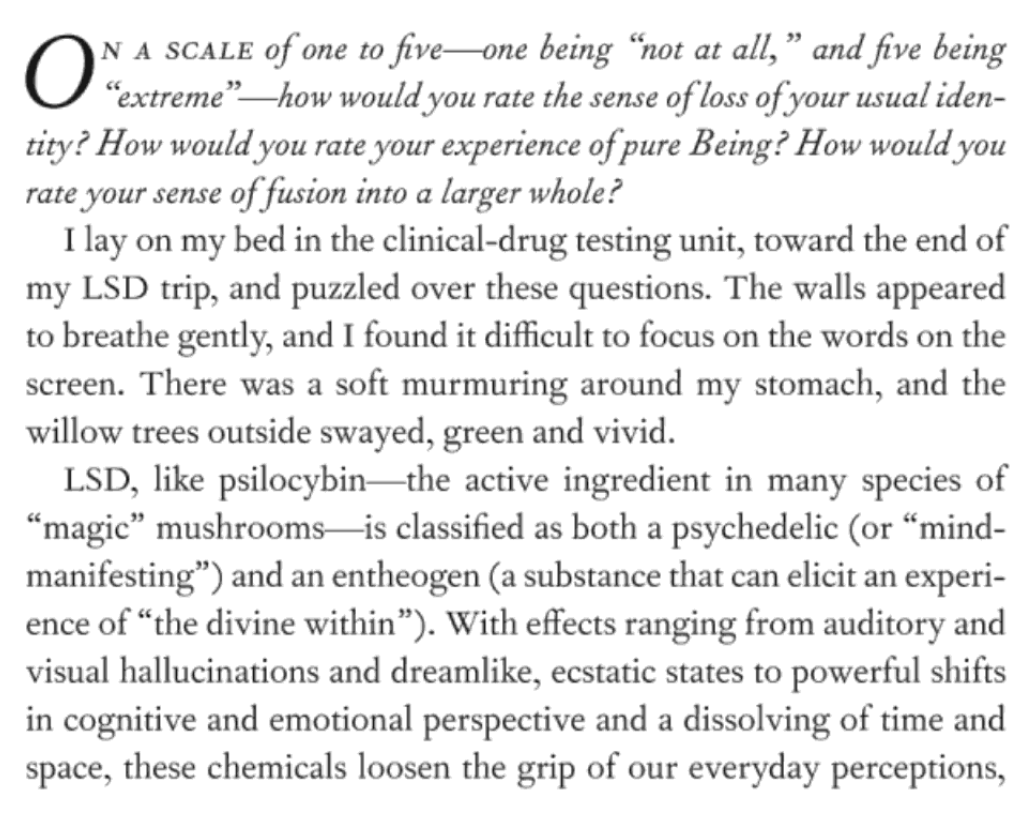 ON A SCALE of one to five—one being “not at all,” and five being
“extreme”—how would you rate the sense of loss of your usual iden-
tity? How would you rate your experience of pure Being? How would you
rate your sense of fusion into a larger whole?
I lay on my bed in the clinical-drug testing unit, toward the end of
my LSD trip, and puzzled over these questions. The walls appeared
to breathe gently, and I found it difficult to focus on the words on the
screen. There was a soft murmuring around my stomach, and the
willow trees outside swayed, green and vivid.
LSD, like psilocybin—the active ingredient in many species of
“magic” mushrooms—is classified as both a psychedelic (or “mind-
manifesting”) and an entheogen (a substance that can elicit an experi-
ence of “the divine within”). With effects ranging from auditory and
visual hallucinations and dreamlike, ecstatic states to powerful shifts
in cognitive and emotional perspective and a dissolving of time and
space, these chemicals loosen the grip of our everyday perceptions,